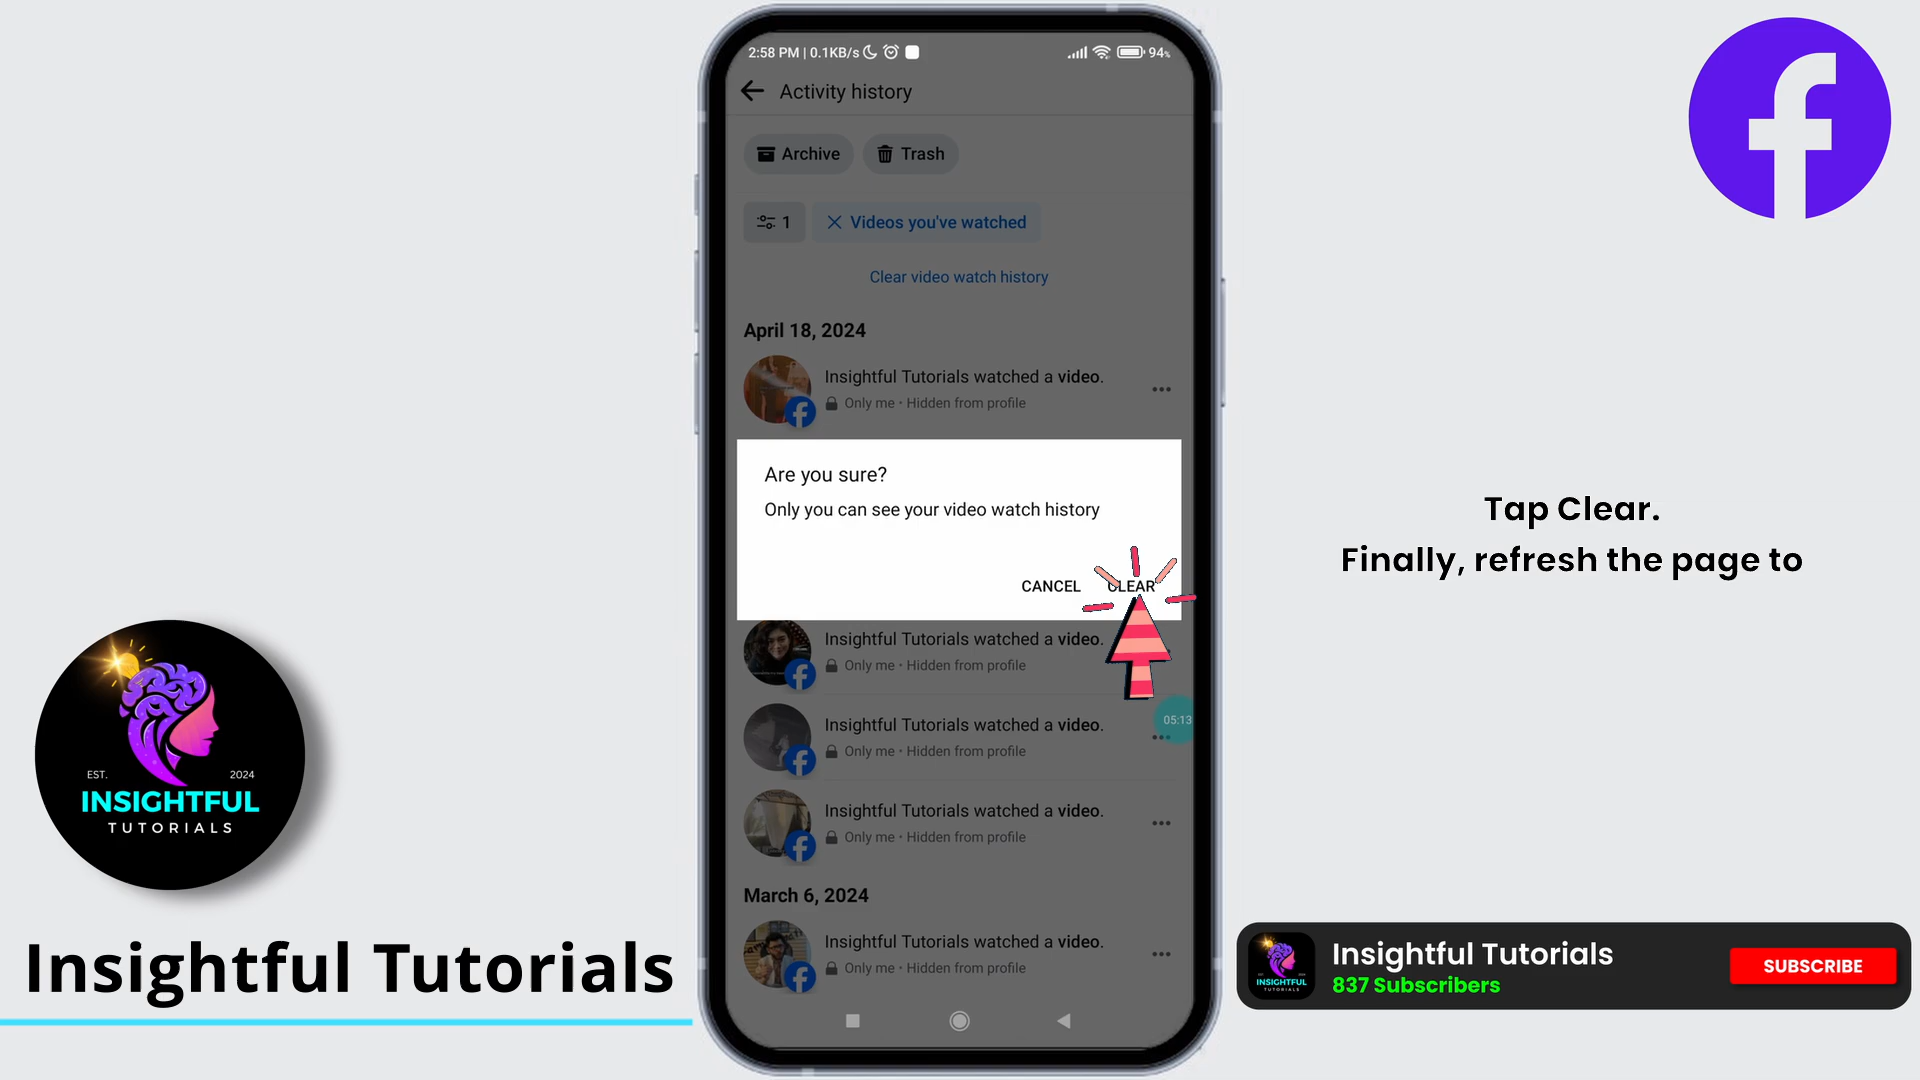 2:58 PM | 0.1KB/s
94%
Activity history
Archive
Trash
1
Videos you've watched
Clear video watch history
April 18, 2024
Insightful Tutorials watched a video.
Only me • Hidden from profile
Are you sure?
Only you can see your video watch history
CANCEL
CLEAR
Insightful Tutorials watched a video.
Only me • Hidden from profile
Insightful Tutorials watched a video.
Only me • Hidden from profile
05:13
Insightful Tutorials watched a video.
Only me • Hidden from profile
March 6, 2024
Insightful Tutorials watched a video.
Only me • Hidden from profile
Tap Clear.
Finally, refresh the page to
EST. 2024
INSIGHTFUL
TUTORIALS
Insightful Tutorials
INSIGHTFUL
TUTORIALS
Insightful Tutorials
837 Subscribers
SUBSCRIBE